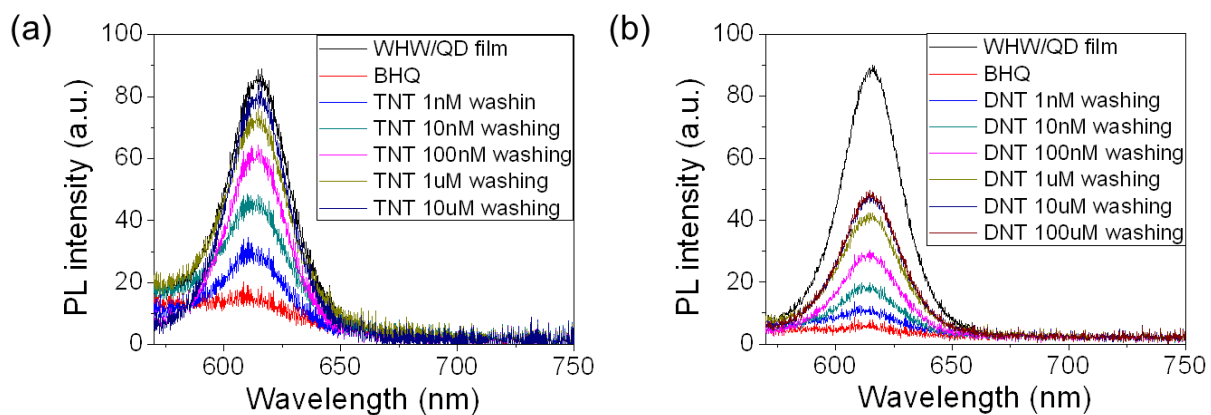 (a)
100
80
60
40
20
0
PL intensity (a.u.)
WHW/QD film
BHQ
TNT 1nM washin
TNT 10nM washing
TNT 100nM washing
TNT 1uM washing
TNT 10uM washing
600
650
700
750
Wavelength (nm)
(b)
100
80
60
40
20
0
PL intensity (a.u.)
WHW/QD film
BHQ
DNT 1nM washing
DNT 10nM washing
DNT 100nM washing
DNT 1uM washing
DNT 10uM washing
DNT 100uM washing
600
650
700
750
Wavelength (nm)